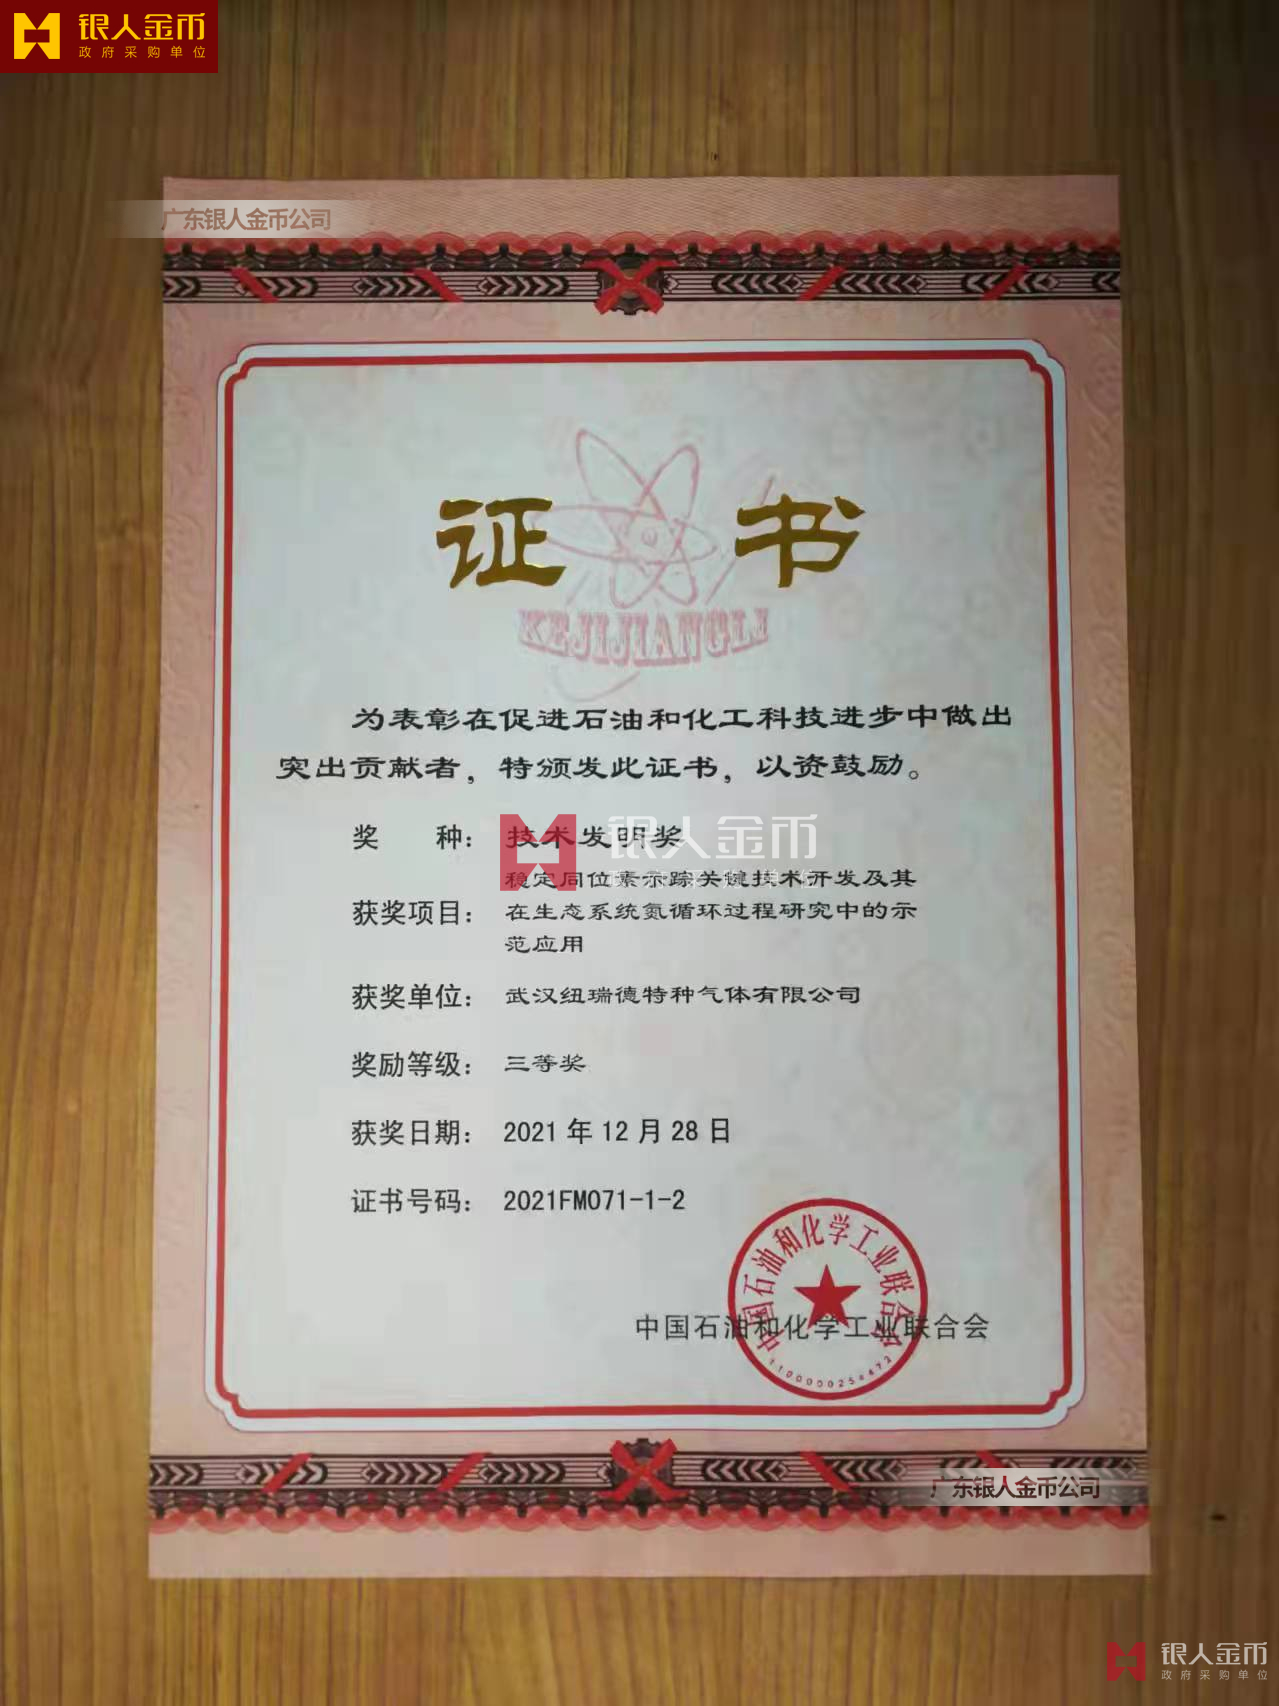 银人金币
政府采购单位
广东银人金币公司
证 书
KEJIJIANGLI
为表彰在促进石油和化工科技进步中做出
突出贡献者，特颁发此证书，以资鼓励。
奖 种： 技术发明奖
银人金币
稳定同位素示踪关键技术开发及其
获奖项目： 在生态系统氮循环过程研究中的示
范应用
获奖单位： 武汉纽瑞德特种气体有限公司
奖励等级： 三等奖
获奖日期： 2021 年 12 月 28 日
证书号码： 2021FM071-1-2
中国石油和化学工业联合会
中国石油和化学工业联合会
广东银人金币公司
银人金币
政府采购单位